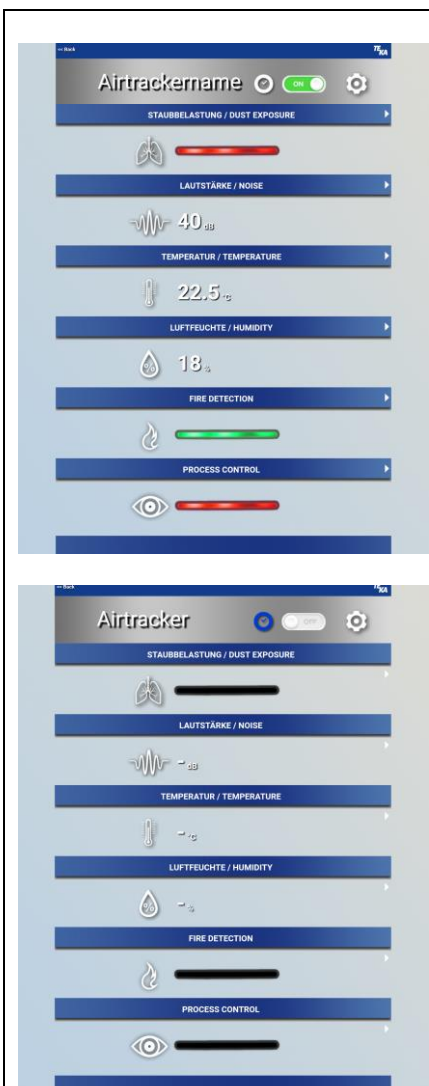 ← Back TEKA
Airtrackername ON
STAUBBELASTUNG / DUST EXPOSURE
LAUTSTÄRKE / NOISE
40 dB
TEMPERATUR / TEMPERATURE
22.5 °C
LUFTFEUCHTE / HUMIDITY
% 18 %
FIRE DETECTION
PROCESS CONTROL
← Back TEKA
Airtracker OFF
STAUBBELASTUNG / DUST EXPOSURE
LAUTSTÄRKE / NOISE
- dB
TEMPERATUR / TEMPERATURE
- °C
LUFTFEUCHTE / HUMIDITY
% - %
FIRE DETECTION
PROCESS CONTROL